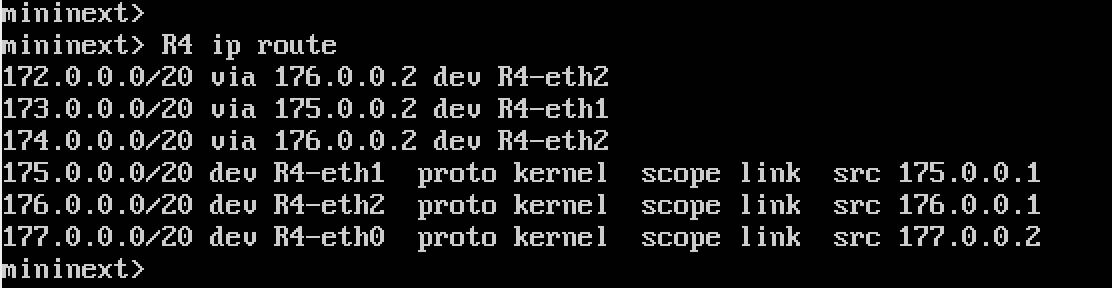 mininext>
mininext> R4 ip route
172.0.0.0/20 via 176.0.0.2 dev R4-eth2
173.0.0.0/20 via 175.0.0.2 dev R4-eth1
174.0.0.0/20 via 176.0.0.2 dev R4-eth2
175.0.0.0/20 dev R4-eth1  proto kernel  scope link  src 175.0.0.1
176.0.0.0/20 dev R4-eth2  proto kernel  scope link  src 176.0.0.1
177.0.0.0/20 dev R4-eth0  proto kernel  scope link  src 177.0.0.2
mininext>